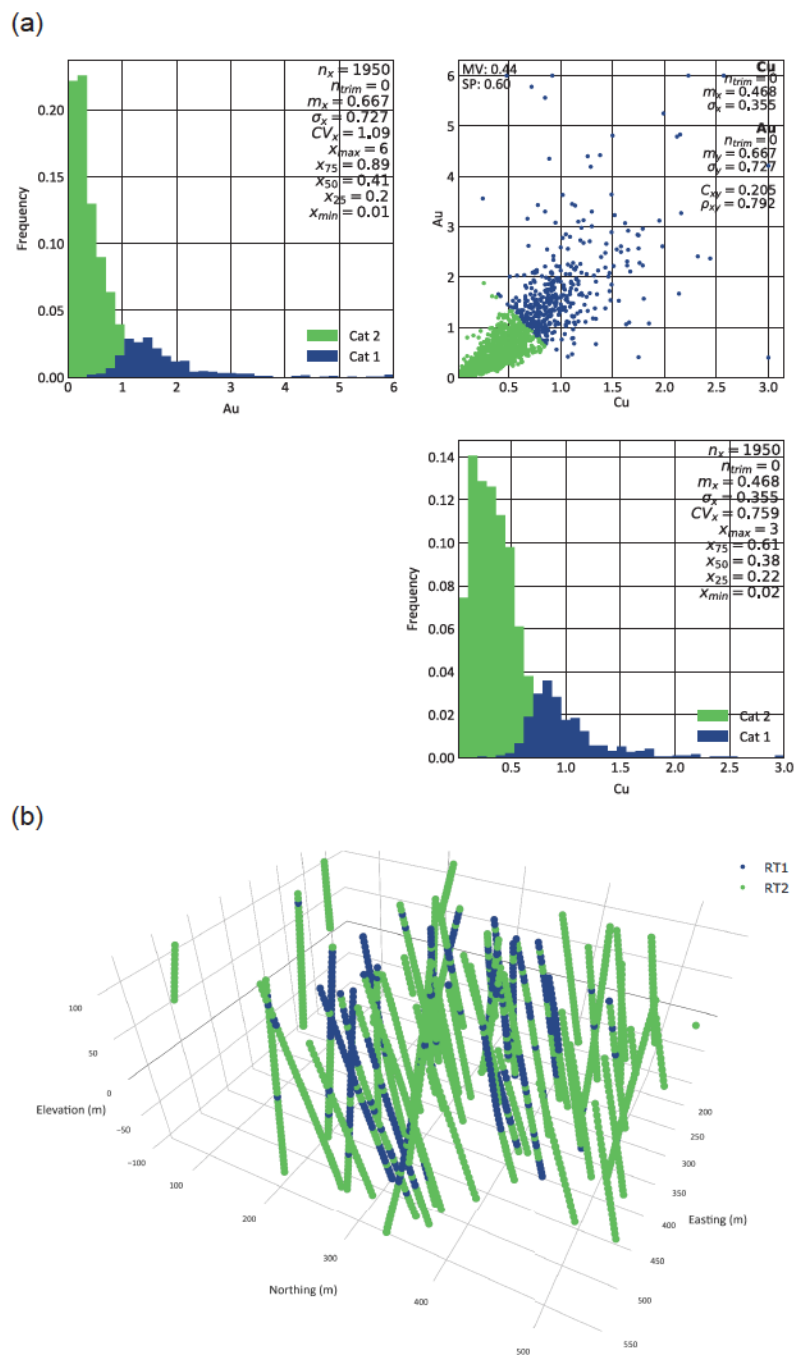 (a)
n_x = 1950
n_trim = 0
m_x = 0.667
σ_x = 0.727
CV_x = 1.09
x_max = 6
x_75 = 0.89
x_50 = 0.41
x_25 = 0.2
x_min = 0.01
0.20
0.15
0.10
0.05
0.00
Frequency
Cat 2
Cat 1
0 1 2 3 4 5 6
Au
MV: 0.44
SP: 0.60
Cu
n_trim = 0
m_x = 0.468
σ_x = 0.355
Au
n_trim = 0
m_y = 0.667
σ_y = 0.727
C_xy = 0.205
ρ_xy = 0.792
6
5
4
3
2
1
0
Au
0.5 1.0 1.5 2.0 2.5 3.0
Cu
n_x = 1950
n_trim = 0
m_x = 0.468
σ_x = 0.355
CV_x = 0.759
x_max = 3
x_75 = 0.61
x_50 = 0.38
x_25 = 0.22
x_min = 0.02
0.14
0.12
0.10
0.08
0.06
0.04
0.02
0.00
Frequency
Cat 2
Cat 1
0.5 1.0 1.5 2.0 2.5 3.0
Cu
(b)
RT1
RT2
100
50
0
−50
−100
Elevation (m)
100
200
300
400
500
Northing (m)
200
250
300
350
400
450
500
550
Easting (m)